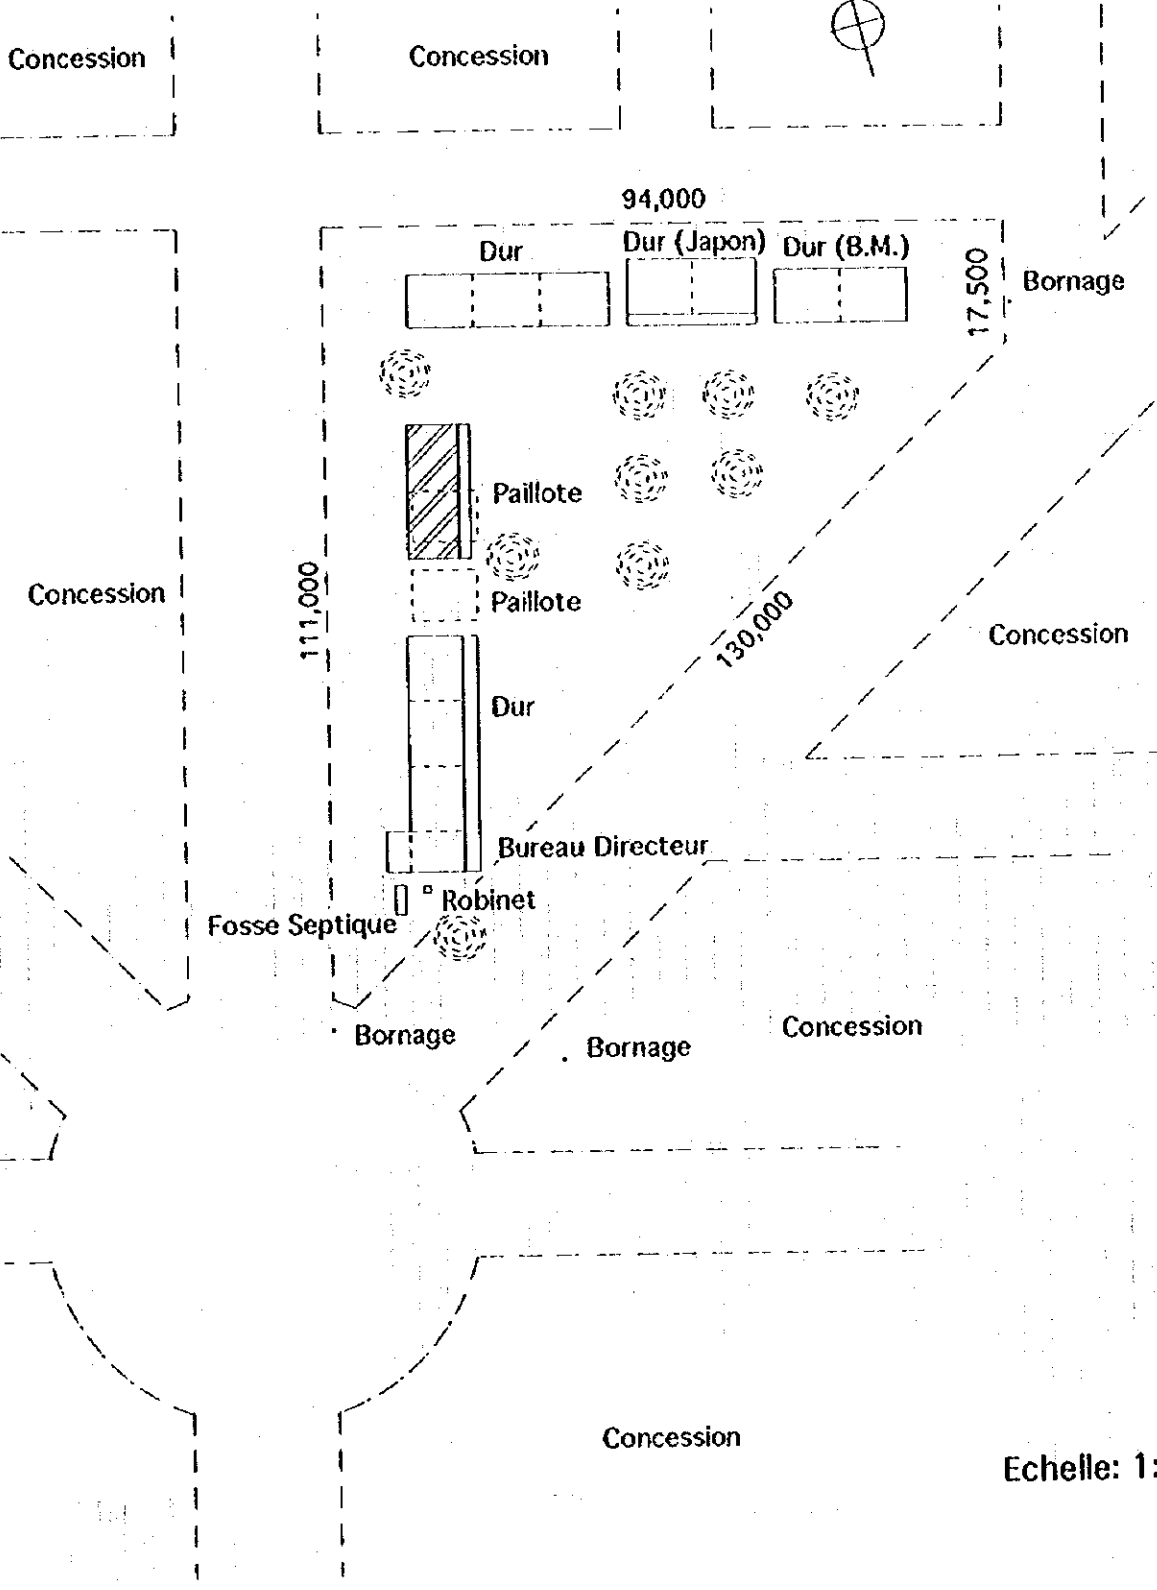 Concession
Concession
94,000
Dur
Dur (Japon)
Dur (B.M.)
17,500
Bornage
Paillote
111,000
Concession
Paillote
130,000
Concession
Dur
Bureau Directeur
Robinet
Fosse Septique
Bornage
Bornage
Concession
Concession
Echelle: 1: